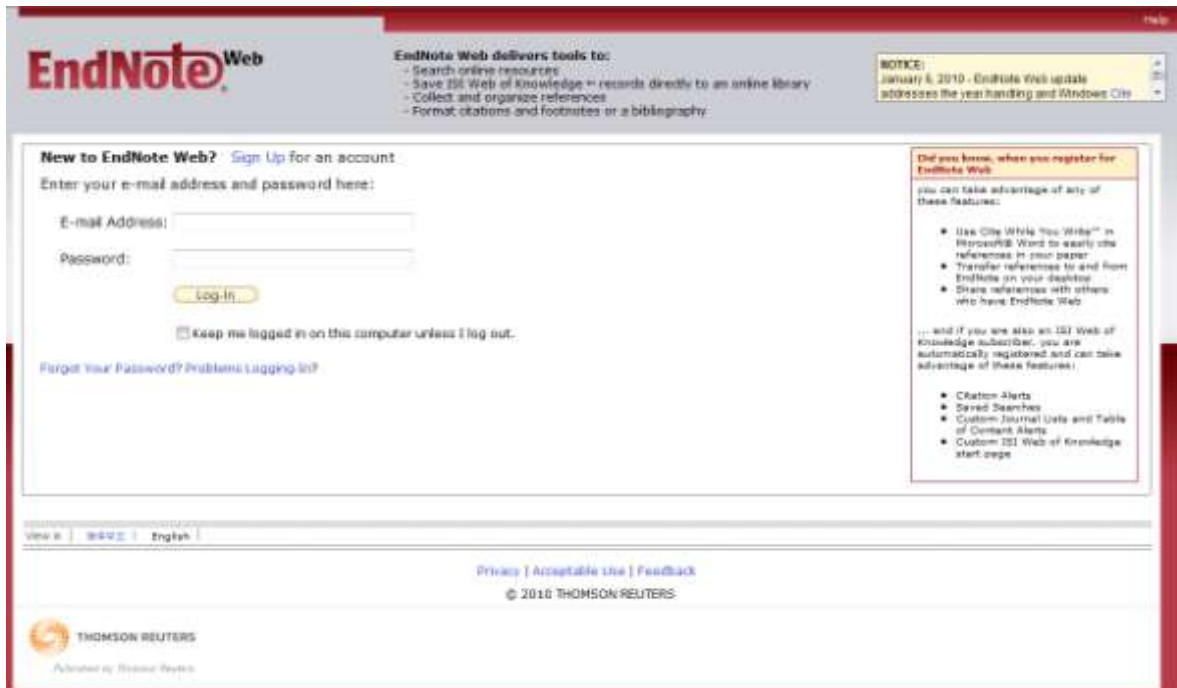 Help
EndNote Web
EndNote Web delivers tools to:
- Search online resources
- Save ISI Web of Knowledge ℠ records directly to an online library
- Collect and organize references
- Format citations and footnotes or a bibliography
NOTICE:
January 6, 2010 - EndNote Web update
addresses the year handling and Windows Cite
New to EndNote Web? Sign Up for an account
Enter your e-mail address and password here:
E-mail Address:
Password:
Log-In
Keep me logged in on this computer unless I log out.
Forgot Your Password? Problems Logging In?
Did you know, when you register for
EndNote Web
you can take advantage of any of
these features:
• Use Cite While You Write™ in
Microsoft® Word to easily cite
references in your paper
• Transfer references to and from
EndNote on your desktop
• Share references with others
who have EndNote Web
... and if you are also an ISI Web of
Knowledge subscriber, you are
automatically registered and can take
advantage of these features:
• Citation Alerts
• Saved Searches
• Custom Journal Lists and Table
of Content Alerts
• Custom ISI Web of Knowledge
start page
View in | | English |
Privacy | Acceptable Use | Feedback
© 2010 THOMSON REUTERS
THOMSON REUTERS
Published by Thomson Reuters